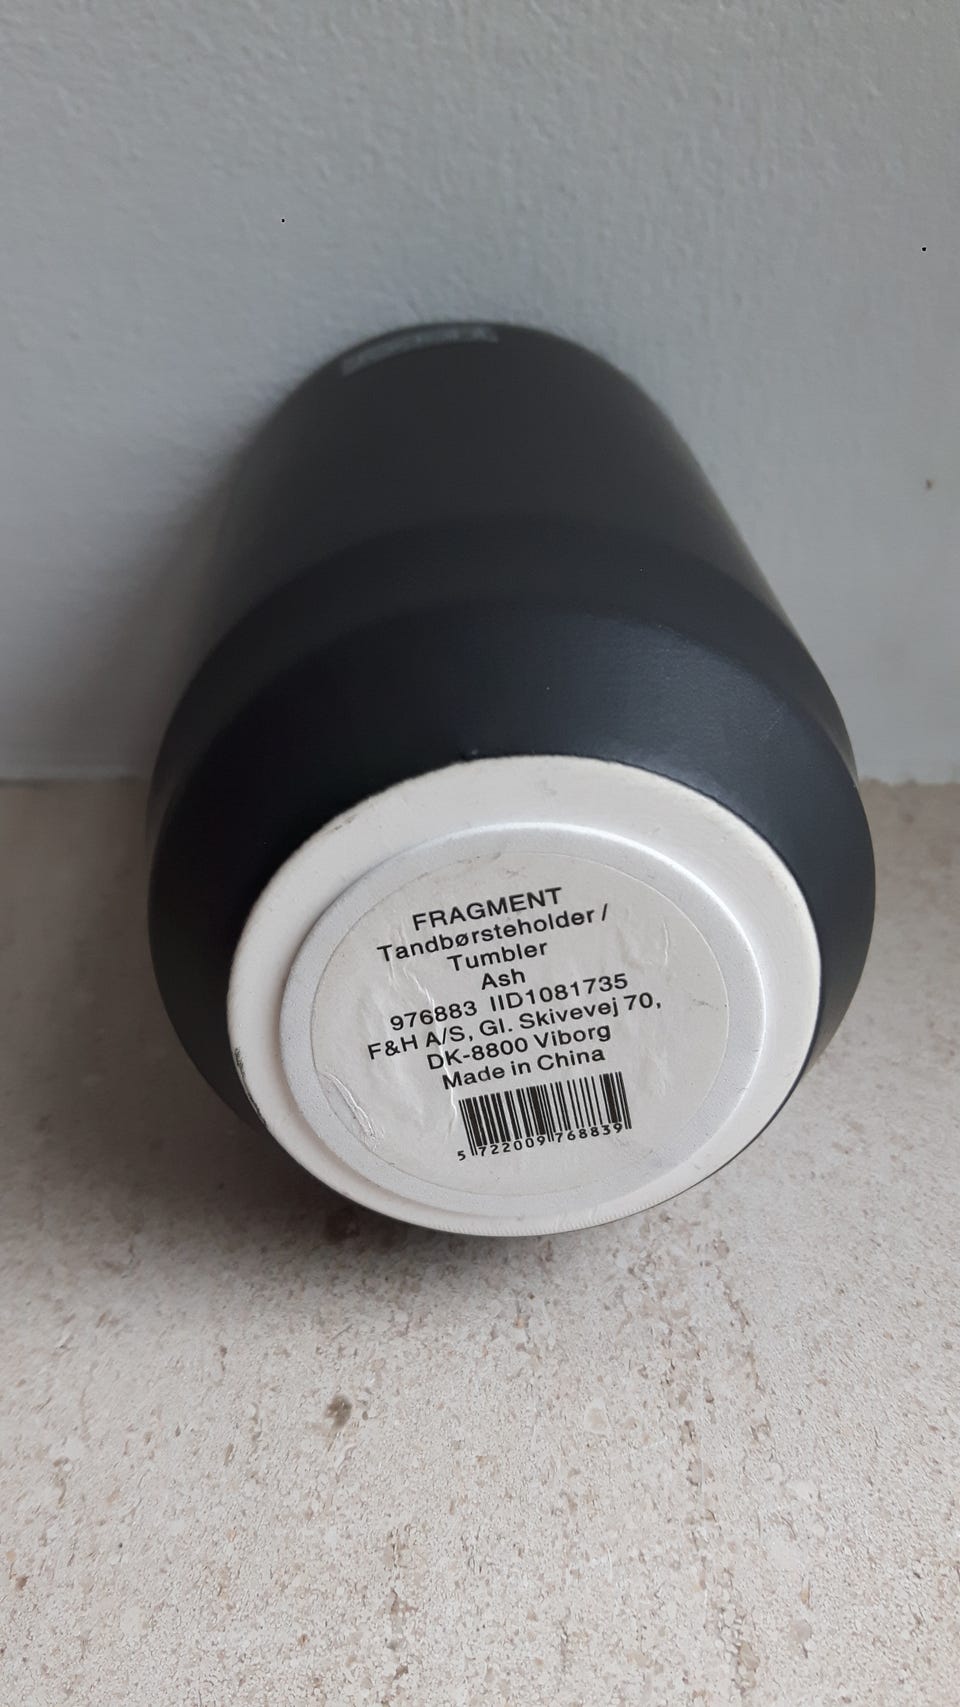 FRAGMENT
Tandbørsteholder /
Tumbler
Ash
976883 IID1081735
F&H A/S, Gl. Skivevej 70,
DK-8800 Viborg
Made in China
5 722009 768839